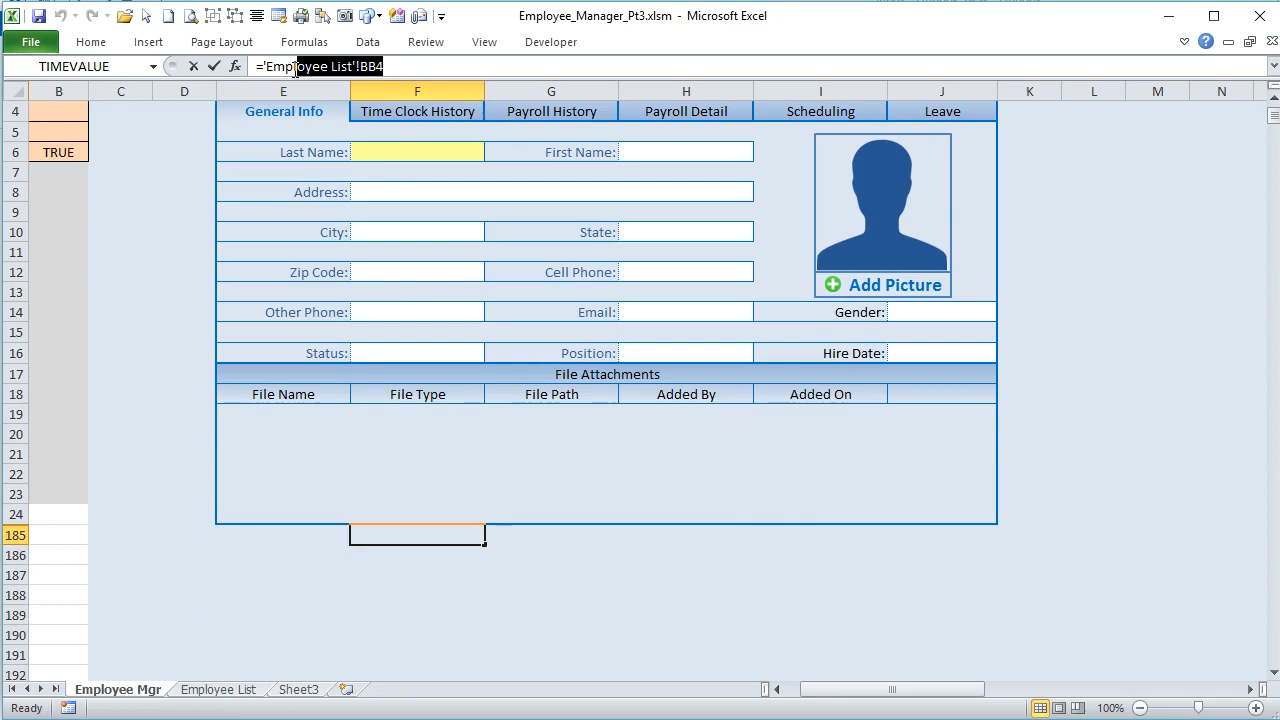 Employee_Manager_Pt3.xlsm - Microsoft Excel
File Home Insert Page Layout Formulas Data Review View Developer
TIMEVALUE ='Employee List'!BB4
B C D E F G H I J K L M N
4 General Info Time Clock History Payroll History Payroll Detail Scheduling Leave
5
6 TRUE Last Name: First Name:
7
8 Address:
9
10 City: State:
11
12 Zip Code: Cell Phone:
Add Picture
13
14 Other Phone: Email: Gender:
15
16 Status: Position: Hire Date:
17 File Attachments
18 File Name File Type File Path Added By Added On
19
20
21
22
23
24
185
186
187
188
189
190
191
192
Employee Mgr Employee List Sheet3
Ready 100%